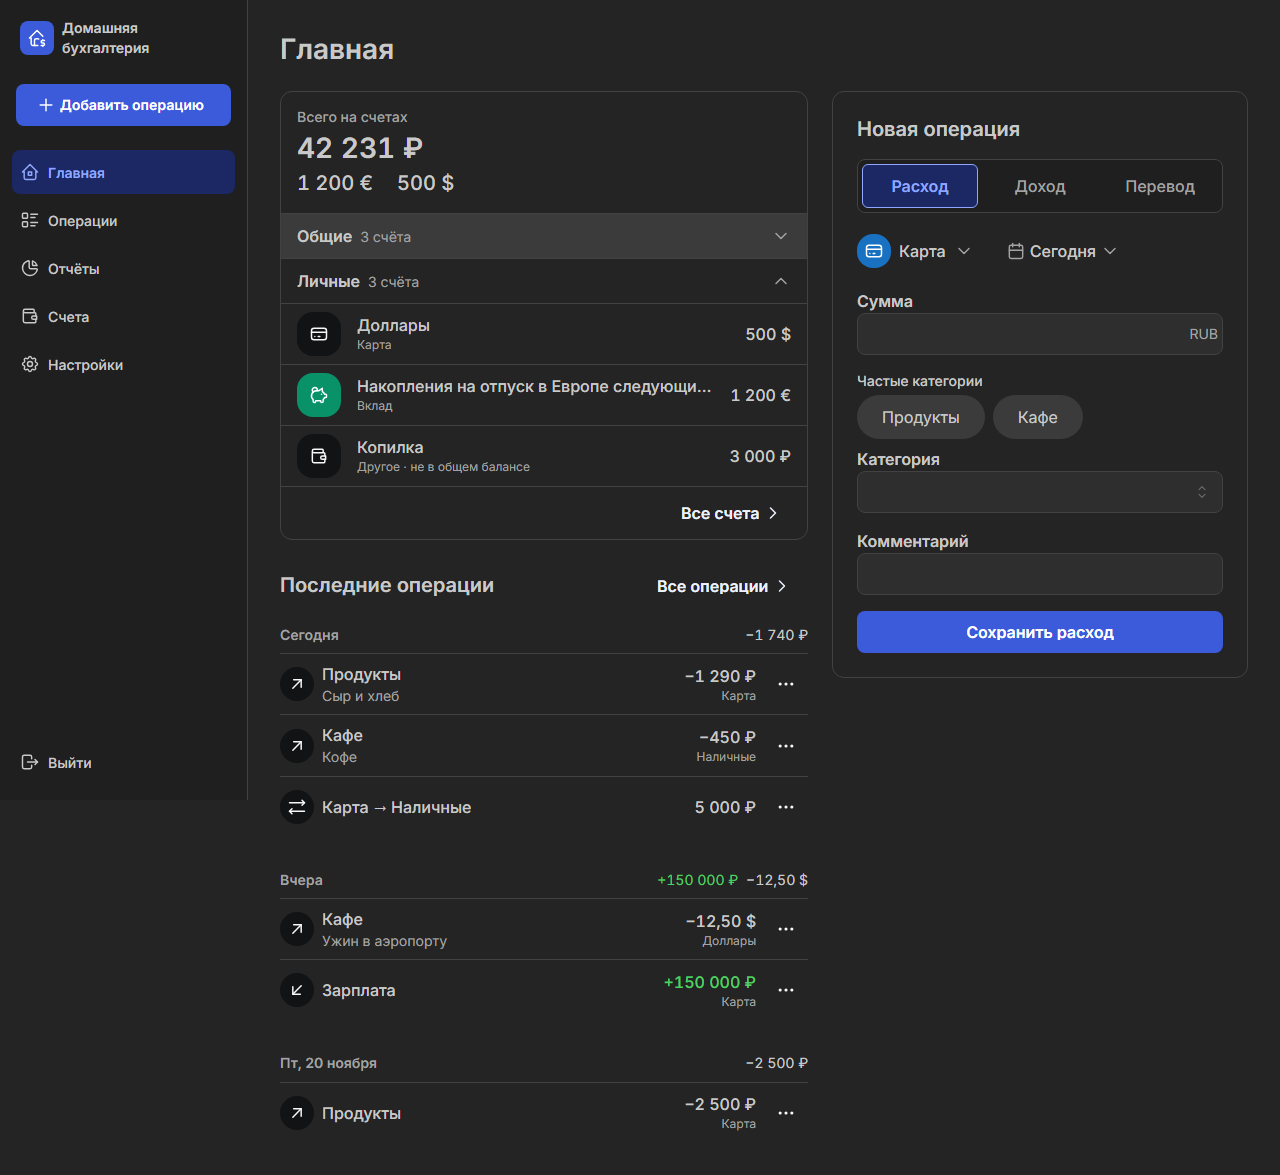 Домашняя
бухгалтерия
Добавить операцию
Главная
Операции
Отчёты
Счета
Настройки
Выйти
Главная
Всего на счетах
42 231 ₽
1 200 € 500 $
Общие 3 счёта
Личные 3 счёта
Доллары
Карта
500 $
Накопления на отпуск в Европе следующи...
Вклад
1 200 €
Копилка
Другое · не в общем балансе
3 000 ₽
Все счета
Последние операции
Все операции
Сегодня −1 740 ₽
Продукты
Сыр и хлеб
−1 290 ₽
Карта
Кафе
Кофе
−450 ₽
Наличные
Карта → Наличные 5 000 ₽
Вчера +150 000 ₽ −12,50 $
Кафе
Ужин в аэропорту
−12,50 $
Доллары
Зарплата
+150 000 ₽
Карта
Пт, 20 ноября −2 500 ₽
Продукты
−2 500 ₽
Карта
Новая операция
Расход Доход Перевод
Карта Сегодня
Сумма
RUB
Частые категории
Продукты Кафе
Категория
Комментарий
Сохранить расход